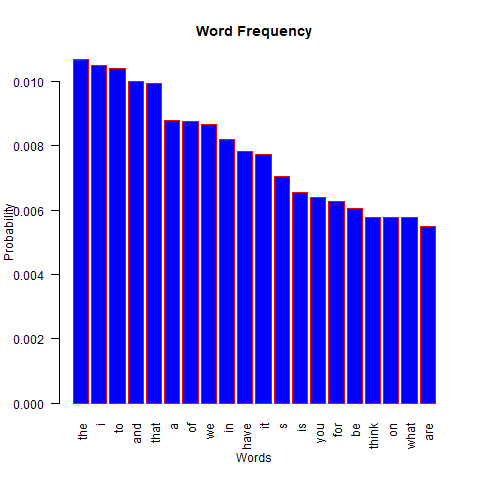 Word Frequency
Probability
0.010
0.008
0.006
0.004
0.002
0.000
the i to and that a of we in have it s is you for be think on what are
Words